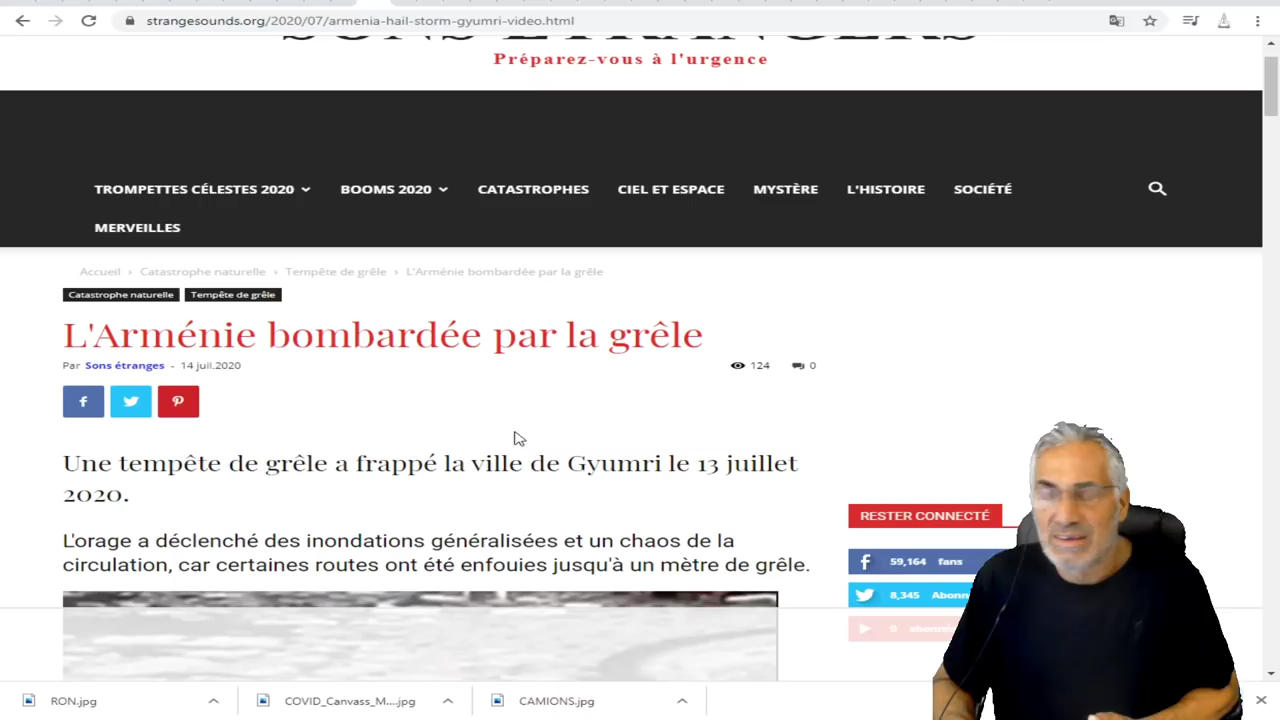 strangesounds.org/2020/07/armenia-hail-storm-gyumri-video.html
SONS ÉTRANGERS
Préparez-vous à l'urgence
TROMPETTES CÉLESTES 2020 BOOMS 2020 CATASTROPHES CIEL ET ESPACE MYSTÈRE L'HISTOIRE SOCIÉTÉ
MERVEILLES
Accueil › Catastrophe naturelle › Tempête de grêle › L'Arménie bombardée par la grêle
Catastrophe naturelle Tempête de grêle
L'Arménie bombardée par la grêle
Par Sons étranges - 14 juil.2020 124 0
Une tempête de grêle a frappé la ville de Gyumri le 13 juillet
2020.
L'orage a déclenché des inondations généralisées et un chaos de la
circulation, car certaines routes ont été enfouies jusqu'à un mètre de grêle.
RESTER CONNECTÉ
59,164 fans
8,345 Abonn
0
RON.jpg COVID_Canvass_M....jpg CAMIONS.jpg